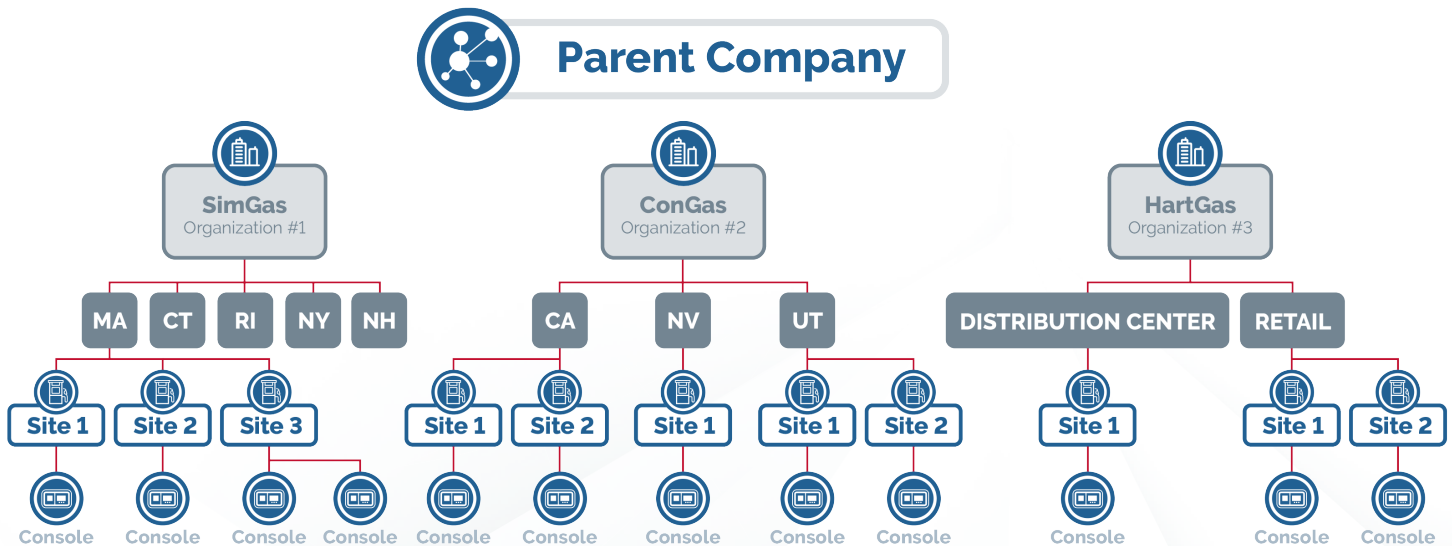 Parent Company
SimGas
Organization #1
ConGas
Organization #2
HartGas
Organization #3
MA CT RI NY NH CA NV UT DISTRIBUTION CENTER RETAIL
Site 1 Site 2 Site 3 Site 1 Site 2 Site 1 Site 1 Site 2 Site 1 Site 1 Site 2
Console Console Console Console Console Console Console Console Console Console Console Console